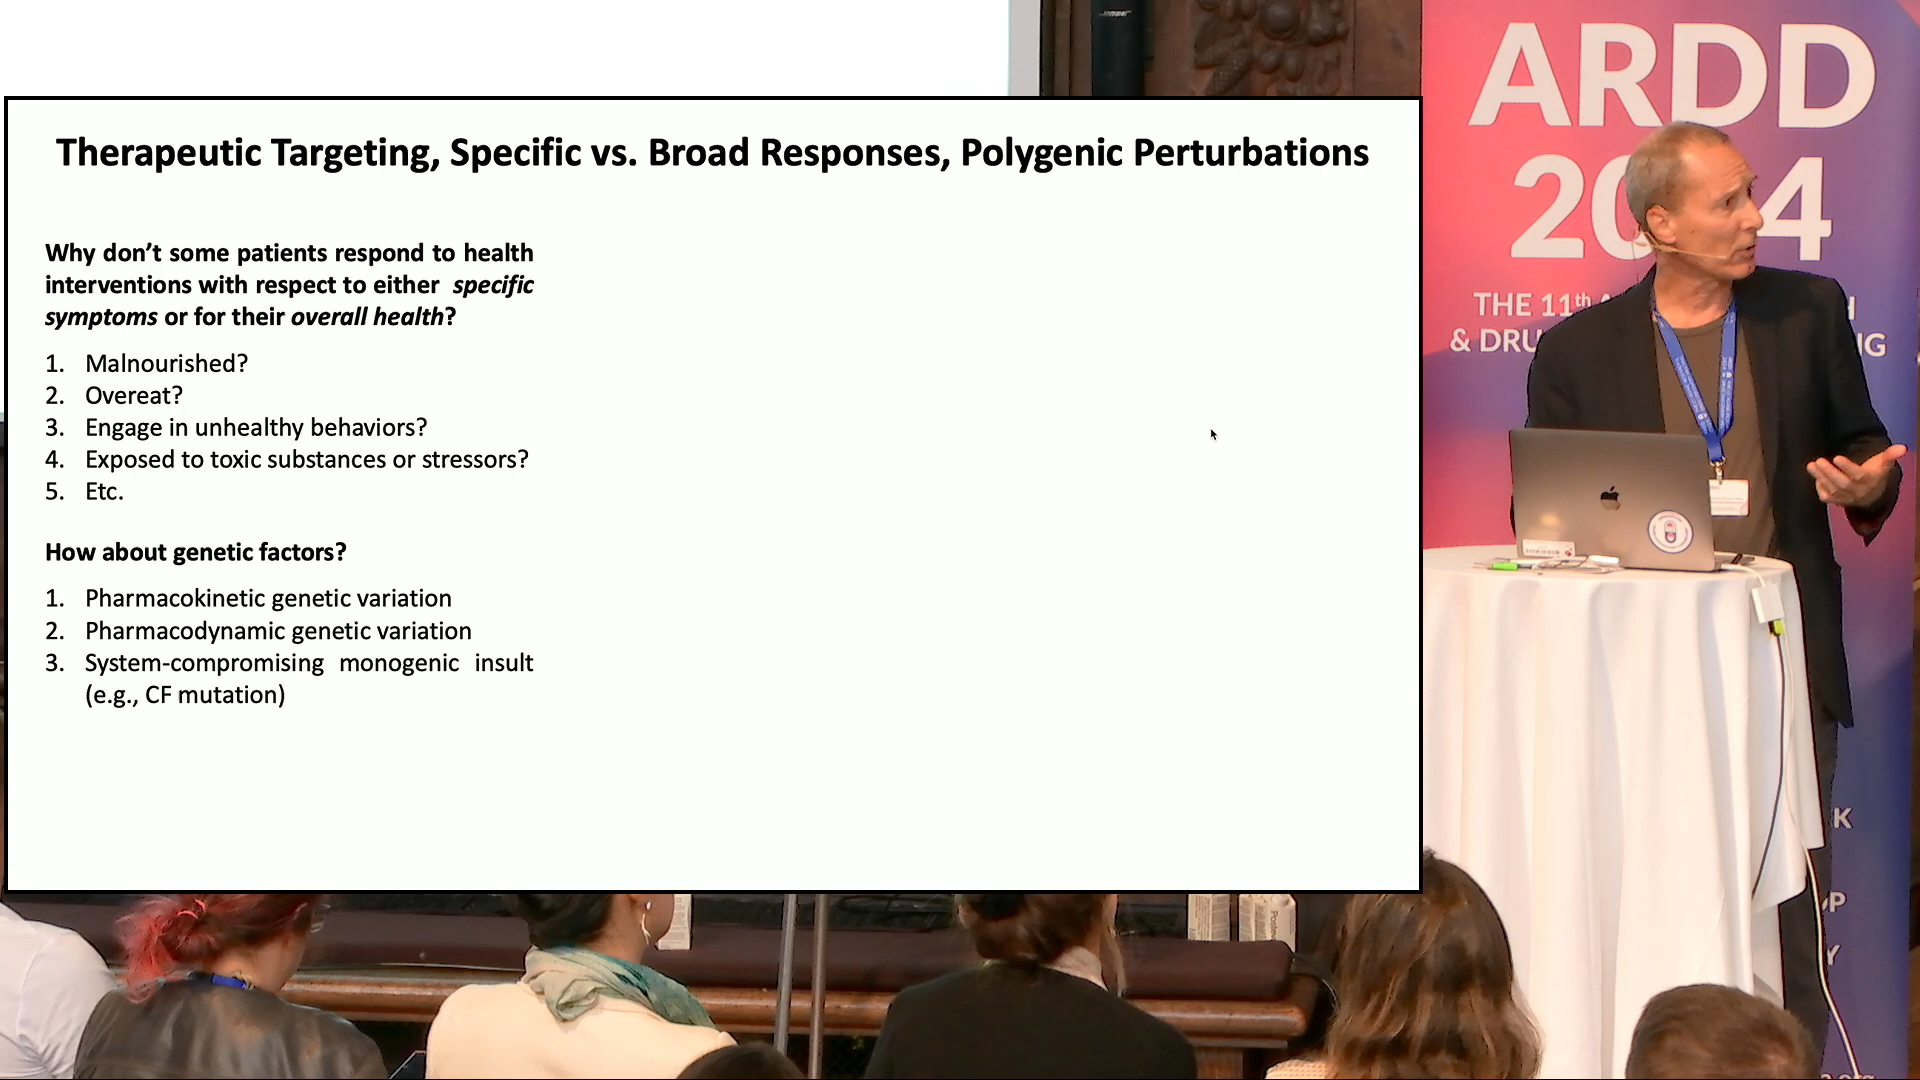 Therapeutic Targeting, Specific vs. Broad Responses, Polygenic Perturbations
Why don’t some patients respond to health
interventions with respect to either specific
symptoms or for their overall health?
1. Malnourished?
2. Overeat?
3. Engage in unhealthy behaviors?
4. Exposed to toxic substances or stressors?
5. Etc.
How about genetic factors?
1. Pharmacokinetic genetic variation
2. Pharmacodynamic genetic variation
3. System-compromising monogenic insult
(e.g., CF mutation)
ARDD
THE 11th
&
BOSE